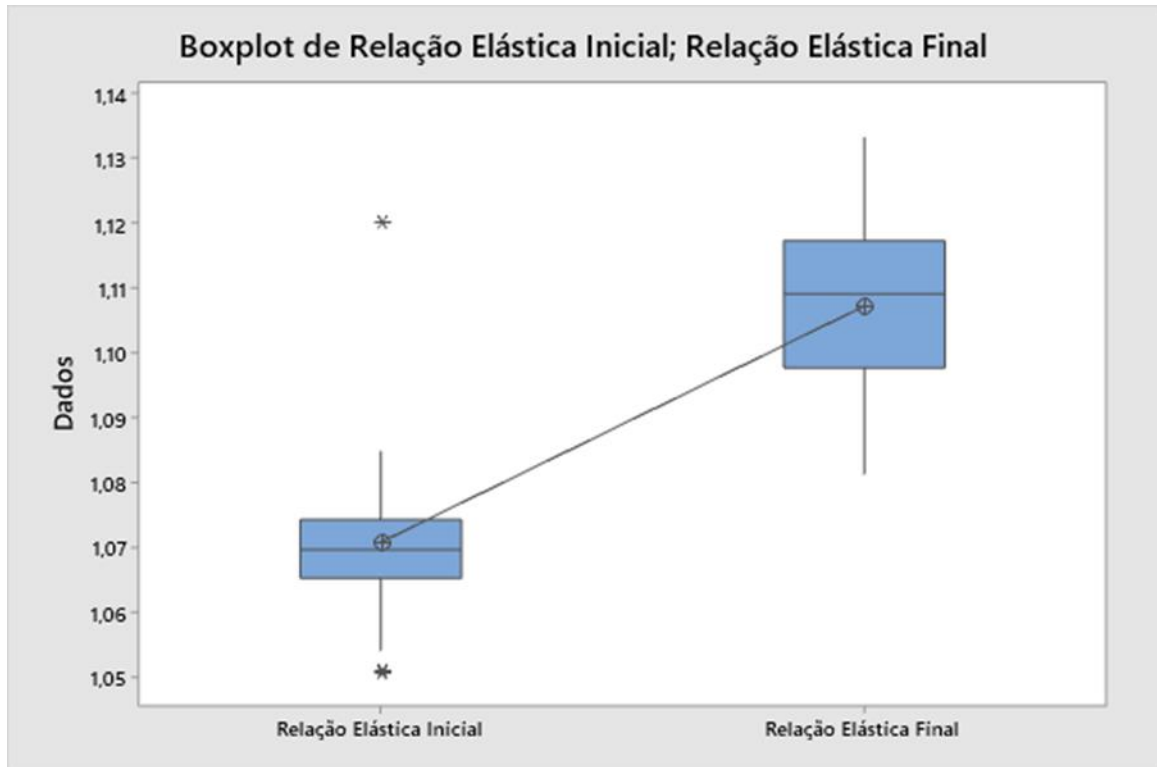 Boxplot de Relação Elástica Inicial; Relação Elástica Final
1,14
1,13
1,12
1,11
1,10
1,09
1,08
1,07
1,06
1,05
Dados
Relação Elástica Inicial
Relação Elástica Final